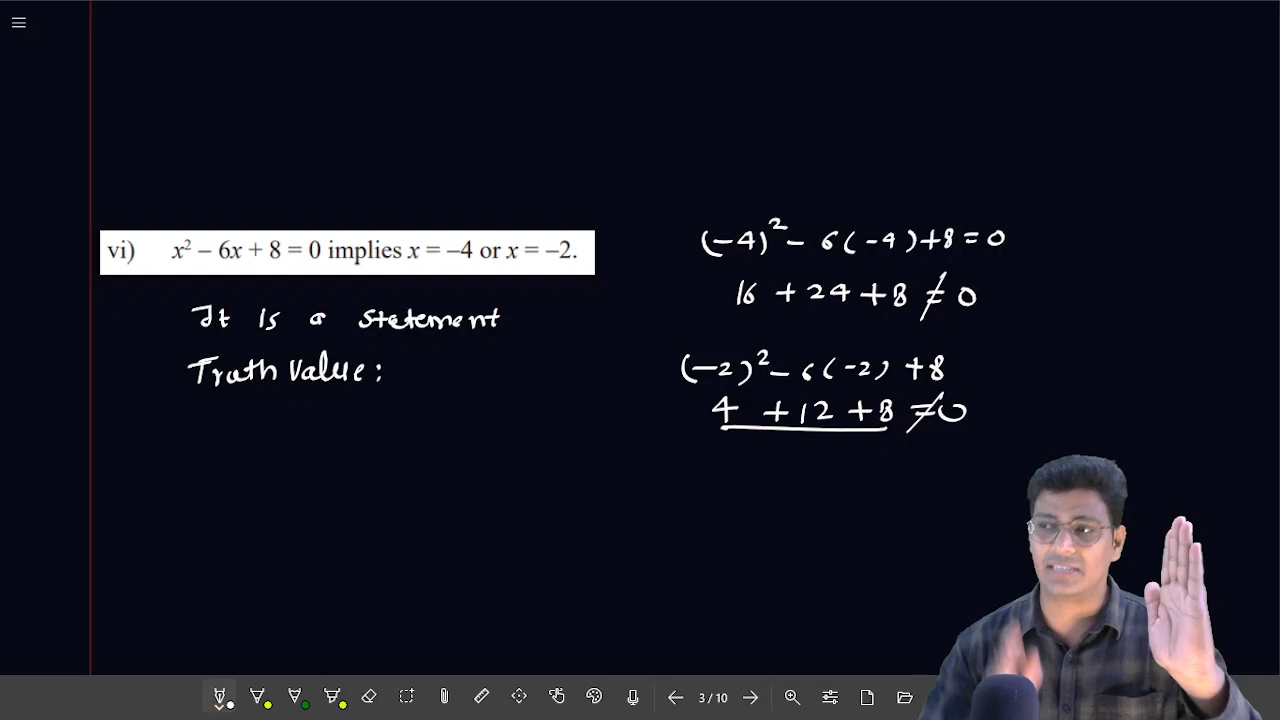 vi) x² – 6x + 8 = 0 implies x = –4 or x = –2.
It is a statement
Truth value :
(-4)² - 6(-4) + 8 = 0
16 + 24 + 8 ≠ 0
(-2)² - 6(-2) + 8
4 + 12 + 8 ≠ 0
3 / 10